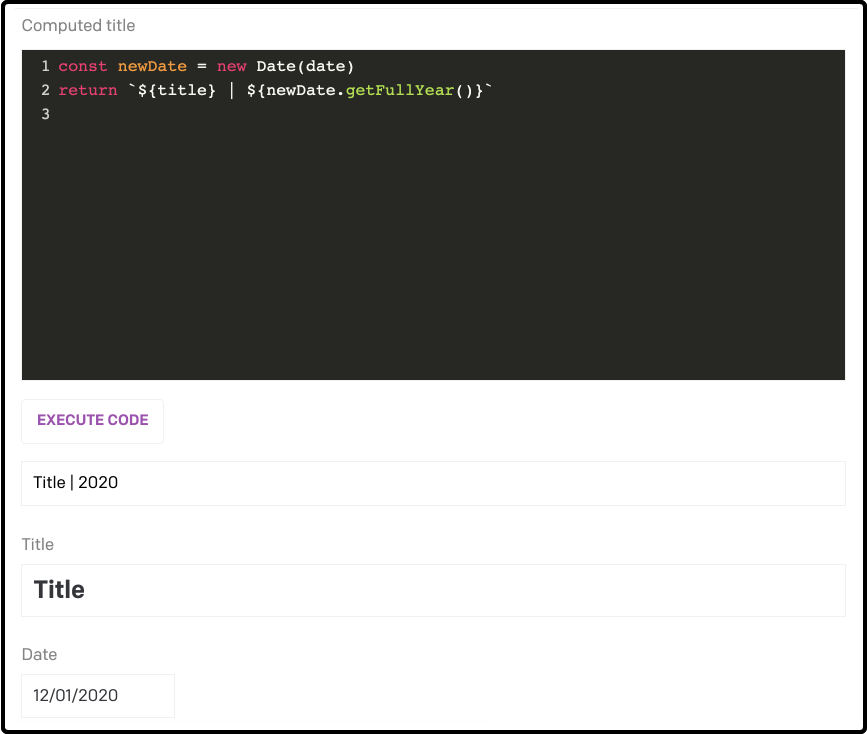 Computed title
1 const newDate = new Date(date)
2 return `${title} | ${newDate.getFullYear()}`
3
EXECUTE CODE
Title | 2020
Title
Title
Date
12/01/2020